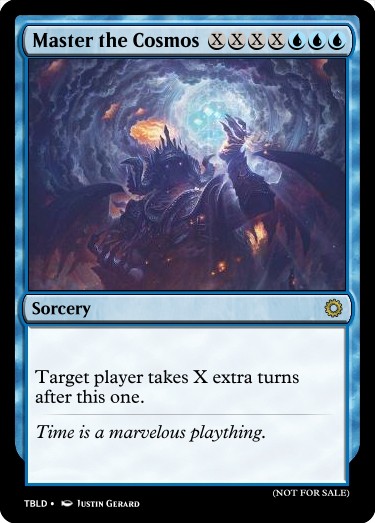 Master the Cosmos XXXX
Sorcery
Target player takes X extra turns
after this one.
Time is a marvelous plaything.
(NOT FOR SALE)
TBLD • Justin Gerard